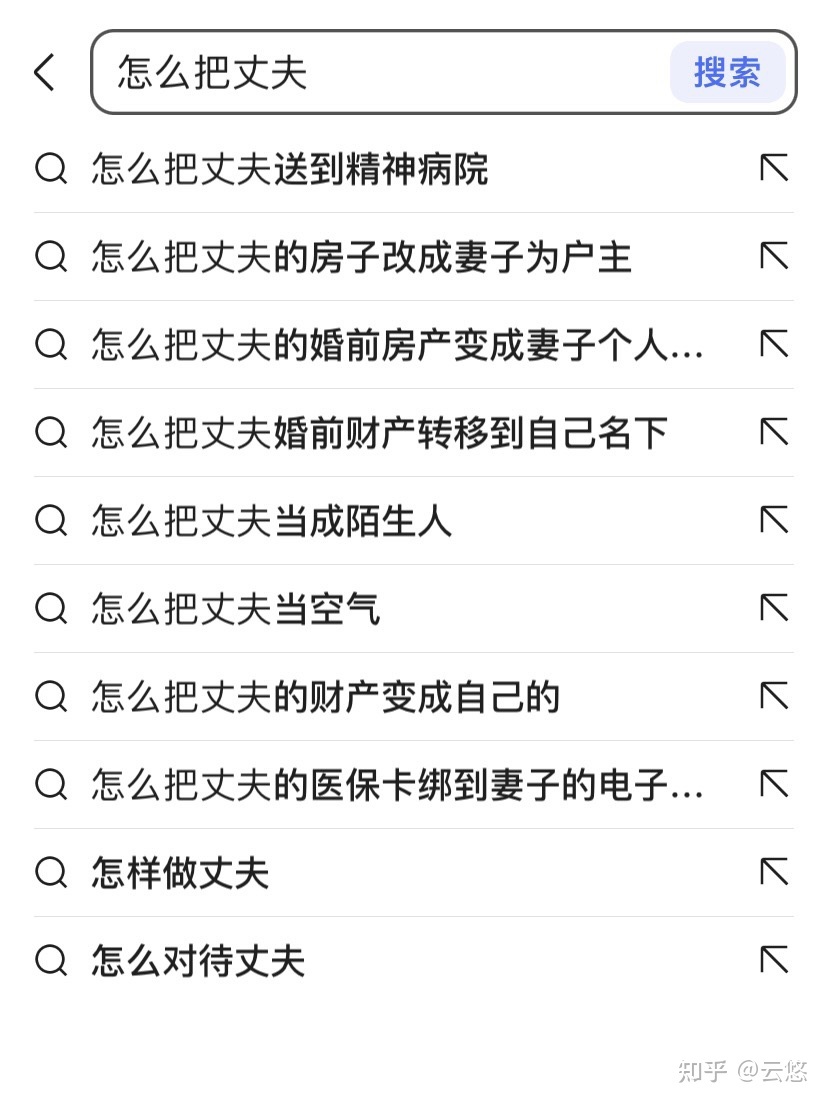 怎么把丈夫 搜索
怎么把丈夫送到精神病院
怎么把丈夫的房子改成妻子为户主
怎么把丈夫的婚前房产变成妻子个人...
怎么把丈夫婚前财产转移到自己名下
怎么把丈夫当成陌生人
怎么把丈夫当空气
怎么把丈夫的财产变成自己的
怎么把丈夫的医保卡绑到妻子的电子...
怎样做丈夫
怎么对待丈夫
知乎 @云悠